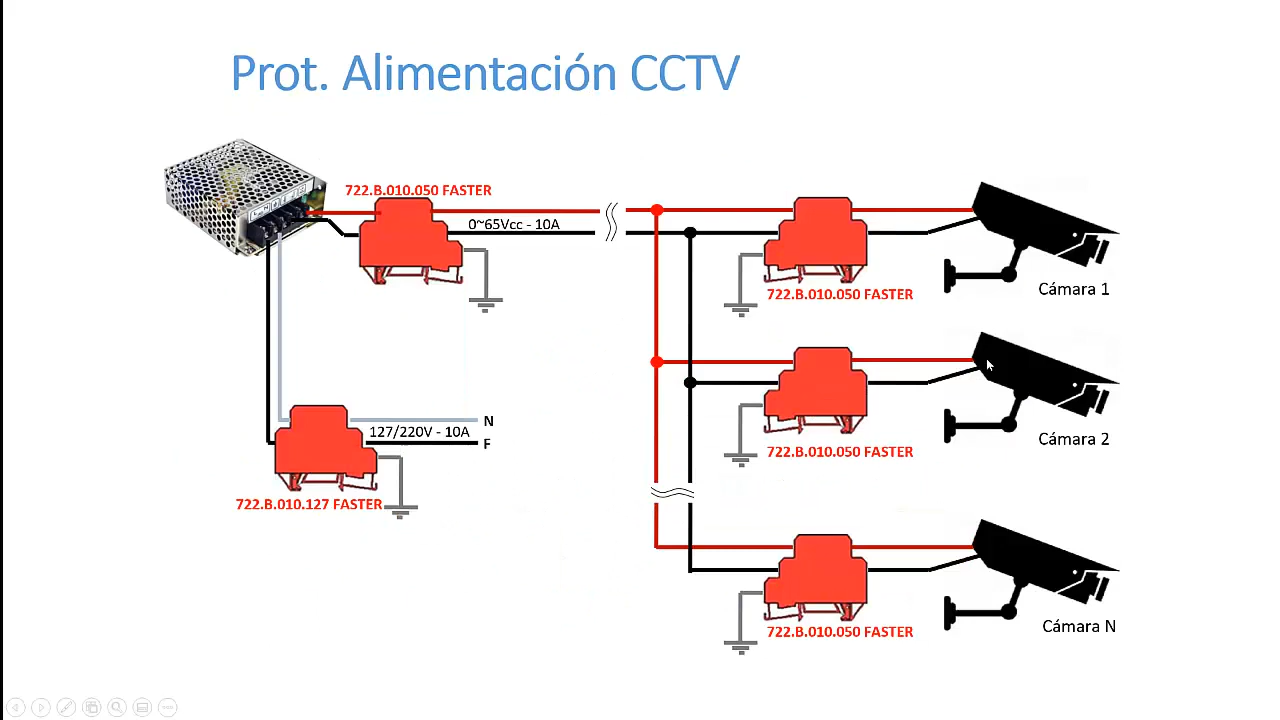 Prot. Alimentación CCTV
722.B.010.050 FASTER
0~65Vcc - 10A
722.B.010.050 FASTER
Cámara 1
N
127/220V - 10A
F
722.B.010.127 FASTER
722.B.010.050 FASTER
Cámara 2
722.B.010.050 FASTER
Cámara N